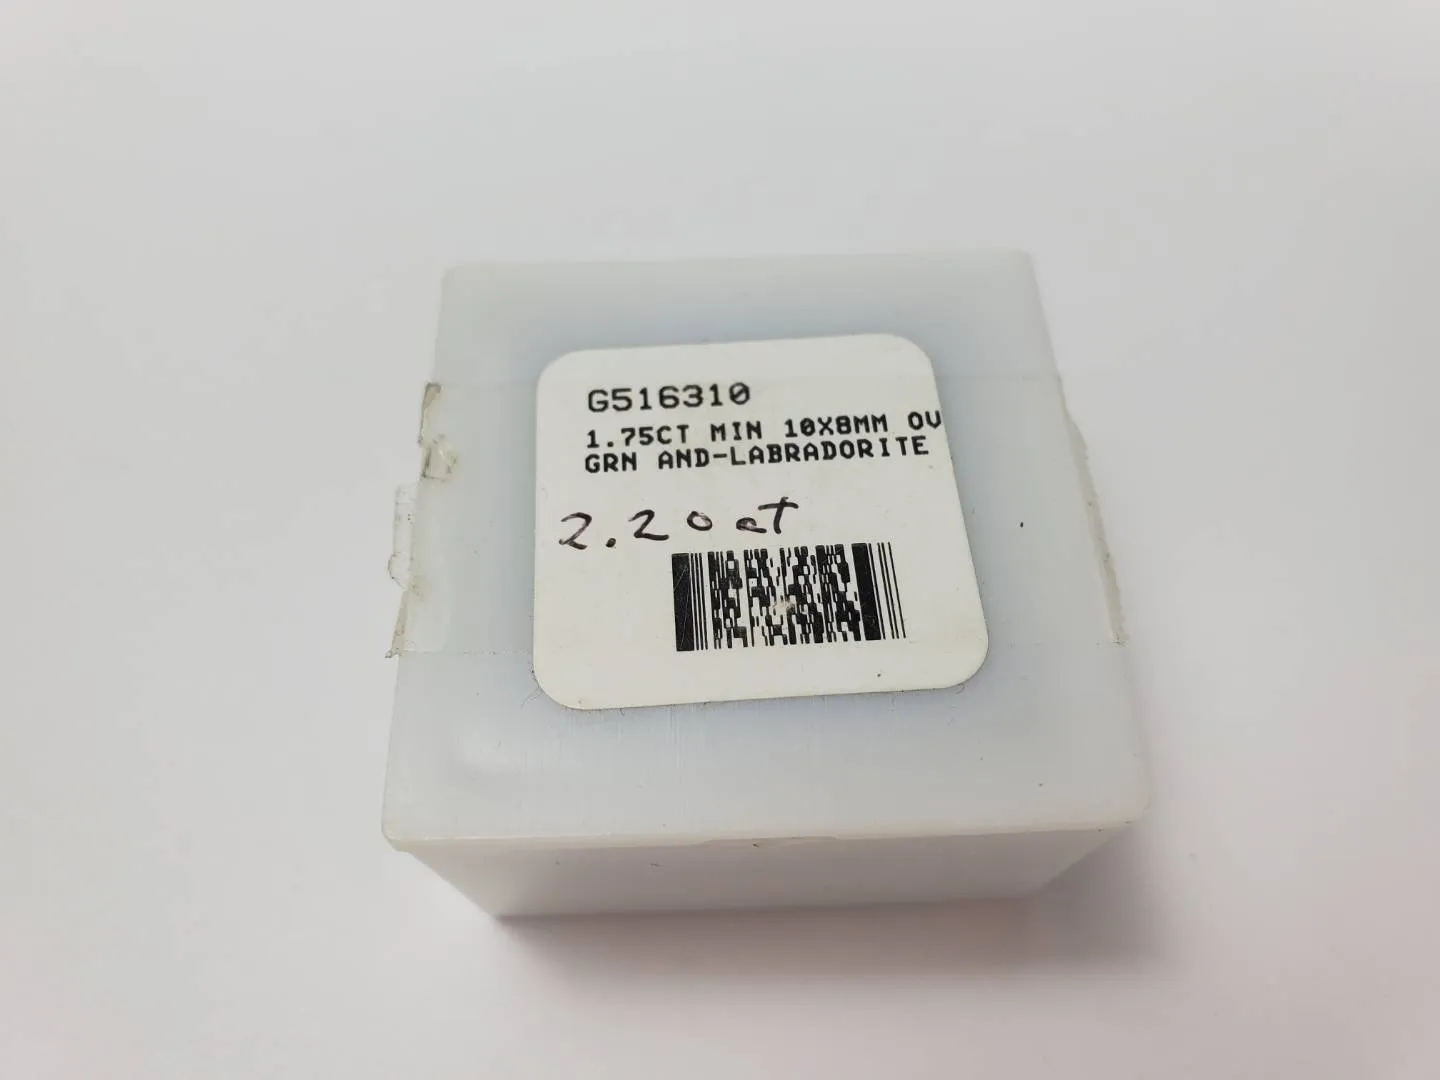 G516310
1.75CT MIN 10X8MM OV
GRN AND-LABRADORITE
2.20 ct